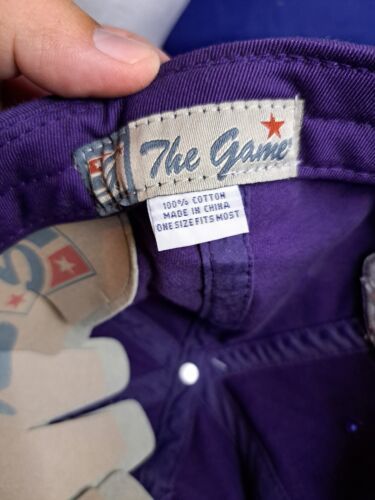 The Game
100% COTTON
MADE IN CHINA
ONE SIZE FITS MOST